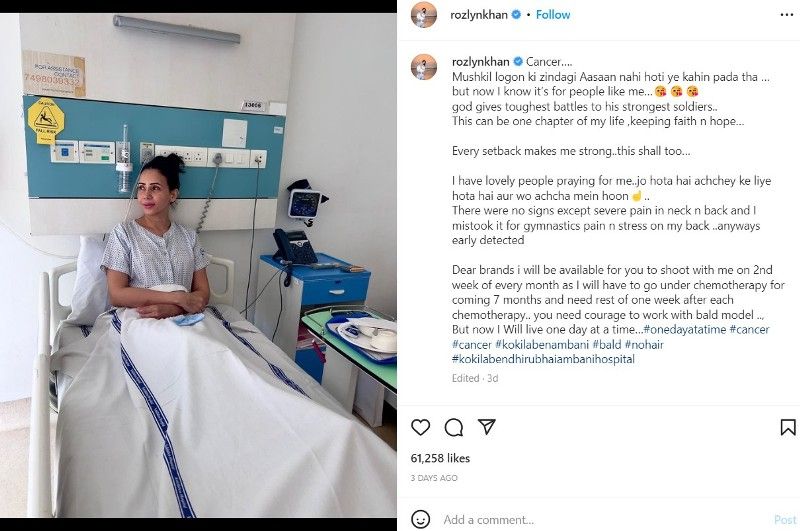 FOR ASSISTANCE
CONTACT
7498039332
CAUTION
FALL RISK
13606
rozlynkhan • Follow
rozlynkhan Cancer....
Mushkil logon ki zindagi Aasaan nahi hoti ye kahin pada tha ...
but now I know it's for people like me...😘😘😘
god gives toughest battles to his strongest soldiers..
This can be one chapter of my life ,keeping faith n hope...
Every setback makes me strong..this shall too...
I have lovely people praying for me..jo hota hai achchey ke liye
hota hai aur wo achcha mein hoon ☝️..
There were no signs except severe pain in neck n back and I
mistook it for gymnastics pain n stress on my back ..anyways
early detected
Dear brands i will be available for you to shoot with me on 2nd
week of every month as I will have to go under chemotherapy for
coming 7 months and need rest of one week after each
chemotherapy.. you need courage to work with bald model ..,
But now I Will live one day at a time...#onedayatatime #cancer
#cancer #kokilabenambani #bald #nohair
#kokilabendhirubhaiambanihospital
Edited · 3d
61,258 likes
3 DAYS AGO
Add a comment...
Post